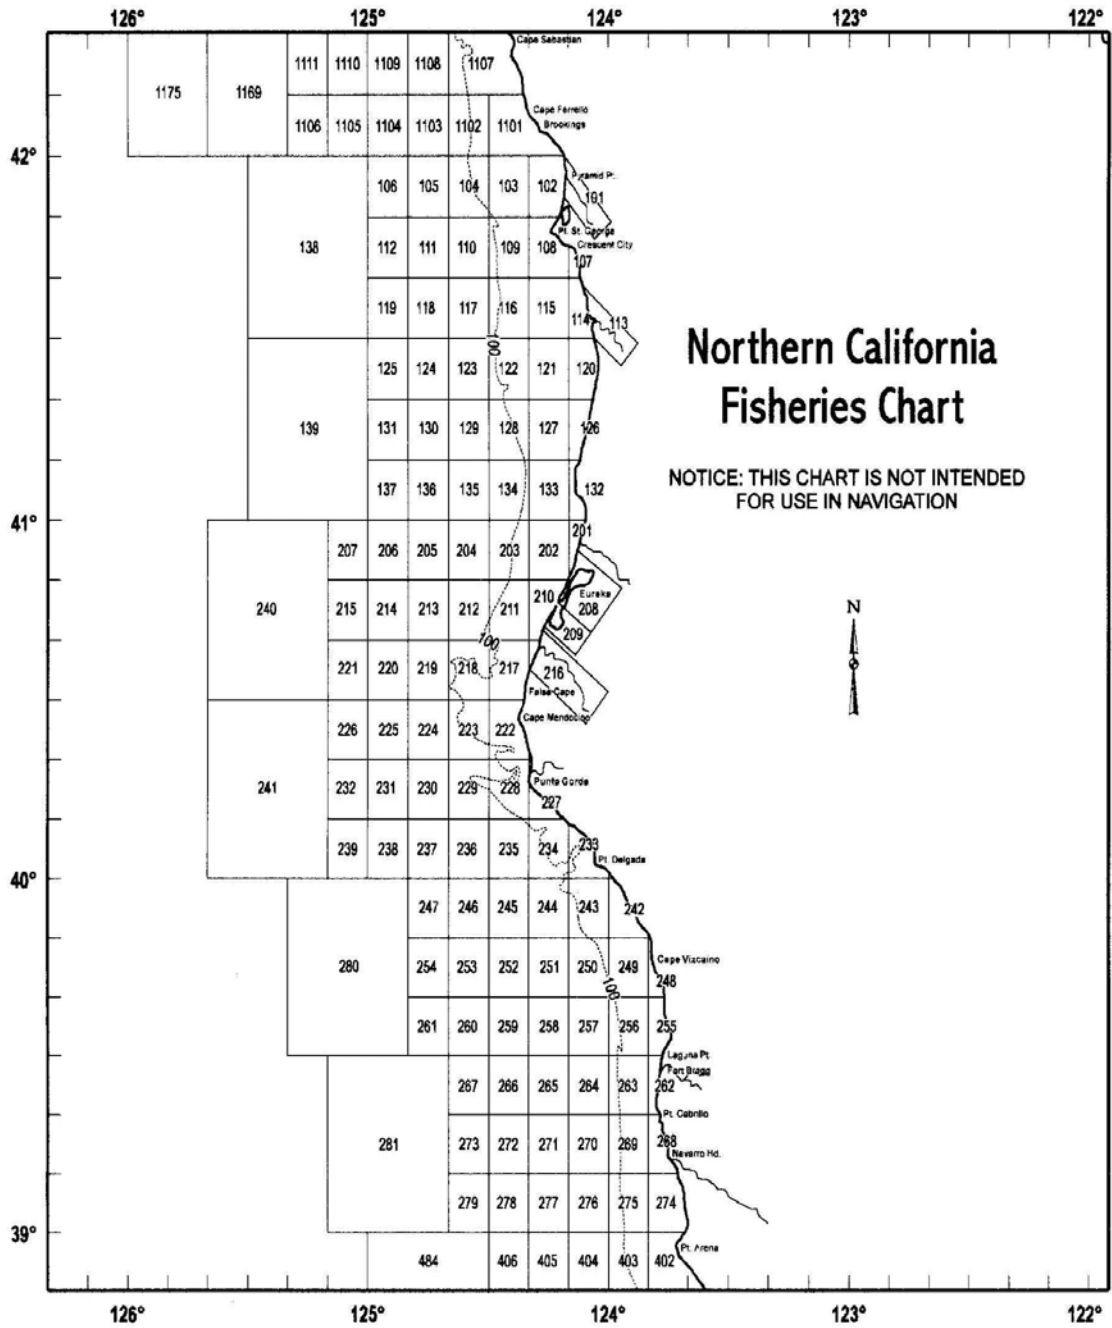 126° 125° 124° 123° 122°
Cape Sebastian
1111 1110 1109 1108 1107
1175 1169
Cape Ferrello
Brookings
1106 1105 1104 1103 1102 1101
42°
Pyramid Pt.
106 105 104 103 102
101
Pt. St. George
Crescent City
138 112 111 110 109 108
107
119 118 117 116 115
114 113
100
Northern California
Fisheries Chart
125 124 123 122 121 120
139 131 130 129 128 127 126
NOTICE: THIS CHART IS NOT INTENDED
FOR USE IN NAVIGATION
137 136 135 134 133 132
41°
201
207 206 205 204 203 202
Eureka
210
240 215 214 213 212 211 208
N
209
100
221 220 219 218 217 216
False Cape
Cape Mendocino
226 225 224 223 222
Punta Gorda
241 232 231 230 229 228
227
233
239 238 237 236 235 234
Pt. Delgada
40°
247 246 245 244 243 242
Cape Vizcaino
280 254 253 252 251 250 249
248
100
261 260 259 258 257 256 255
Laguna Pt.
Fort Bragg
267 266 265 264 263 262
Pt. Cabrillo
281 273 272 271 270 269 268
Navarro Hd.
279 278 277 276 275 274
39°
Pt. Arena
484 406 405 404 403 402
126° 125° 124° 123° 122°